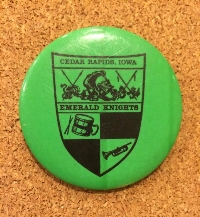 CEDAR RAPIDS, IOWA
EMERALD KNIGHTS